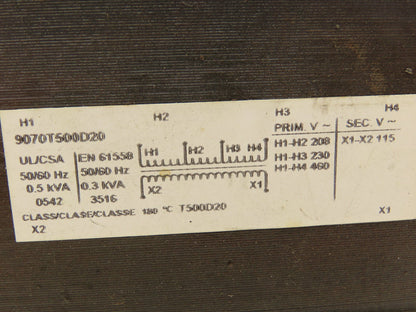 H1 H2 H3 H4
9070T500D20
UL/CSA EN 61558
50/60 Hz 50/60 Hz
0.5 kVA 0.3 KVA
0542 3516
H1 H2 H3 H4
X2 X1
PRIM. V ~ SEC. V ~
H1-H2 208 X1-X2 115
H1-H3 230
H1-H4 460
CLASS/CLASE/CLASSE 180 °C T500D20
X2 X1